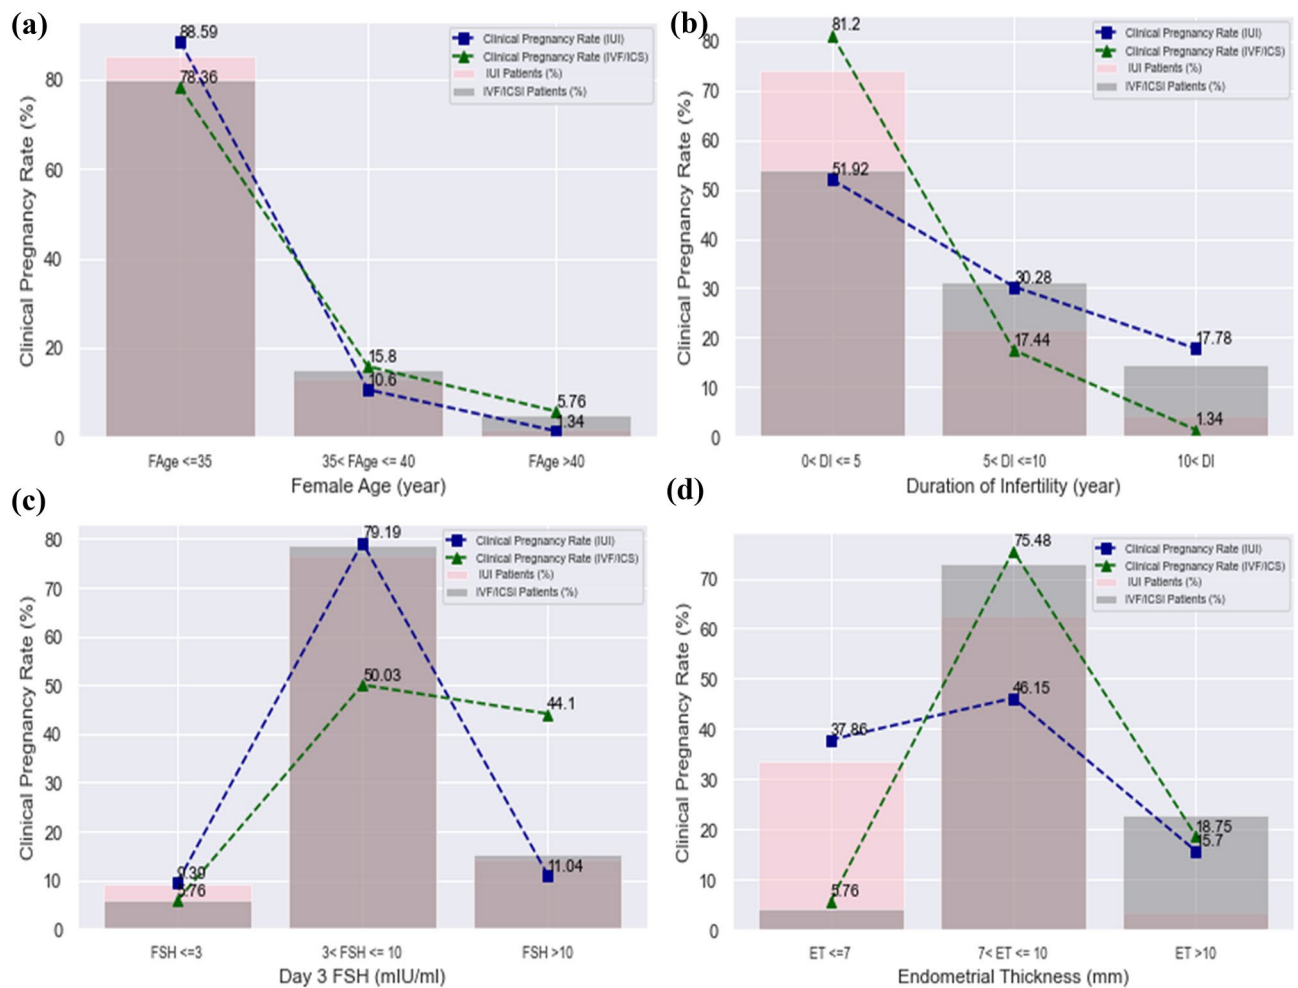 (a)
Clinical Pregnancy Rate (%)
80
60
40
20
0
88.59
78.36
15.8
10.6
5.76
.34
Clinical Pregnancy Rate (IUI)
Clinical Pregnancy Rate (IVF/ICS)
IUI Patients (%)
IVF/ICSI Patients (%)
FAge <=35
35< FAge <= 40
FAge >40
Female Age (year)
(b)
Clinical Pregnancy Rate (%)
80
70
60
50
40
30
20
10
0
81.2
51.92
30.28
17.44
17.78
1.34
Clinical Pregnancy Rate (IUI)
Clinical Pregnancy Rate (IVF/ICS)
IUI Patients (%)
IVF/ICSI Patients (%)
0< DI <= 5
5< DI <=10
10< DI
Duration of Infertility (year)
(c)
Clinical Pregnancy Rate (%)
80
70
60
50
40
30
20
10
0
79.19
50.03
44.1
9.39
5.76
11.04
Clinical Pregnancy Rate (IUI)
Clinical Pregnancy Rate (IVF/ICS)
IUI Patients (%)
IVF/ICSI Patients (%)
FSH <=3
3< FSH <= 10
FSH >10
Day 3 FSH (mIU/ml)
(d)
Clinical Pregnancy Rate (%)
70
60
50
40
30
20
10
0
75.48
46.15
37.86
5.76
18.75
5.7
Clinical Pregnancy Rate (IUI)
Clinical Pregnancy Rate (IVF/ICS)
IUI Patients (%)
IVF/ICSI Patients (%)
ET <=7
7< ET <= 10
ET >10
Endometrial Thickness (mm)